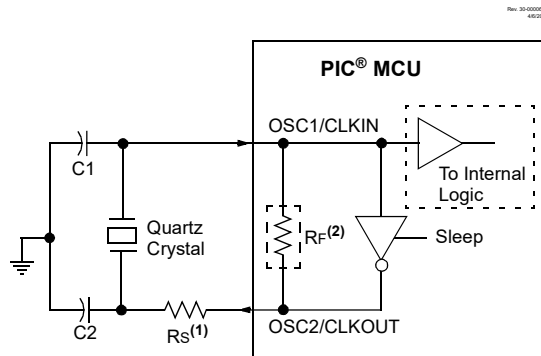 PIC® MCU
OSC1/CLKIN
C1
To Internal
Logic
Quartz
Crystal
RF(2)
Sleep
C2
RS(1)
OSC2/CLKOUT